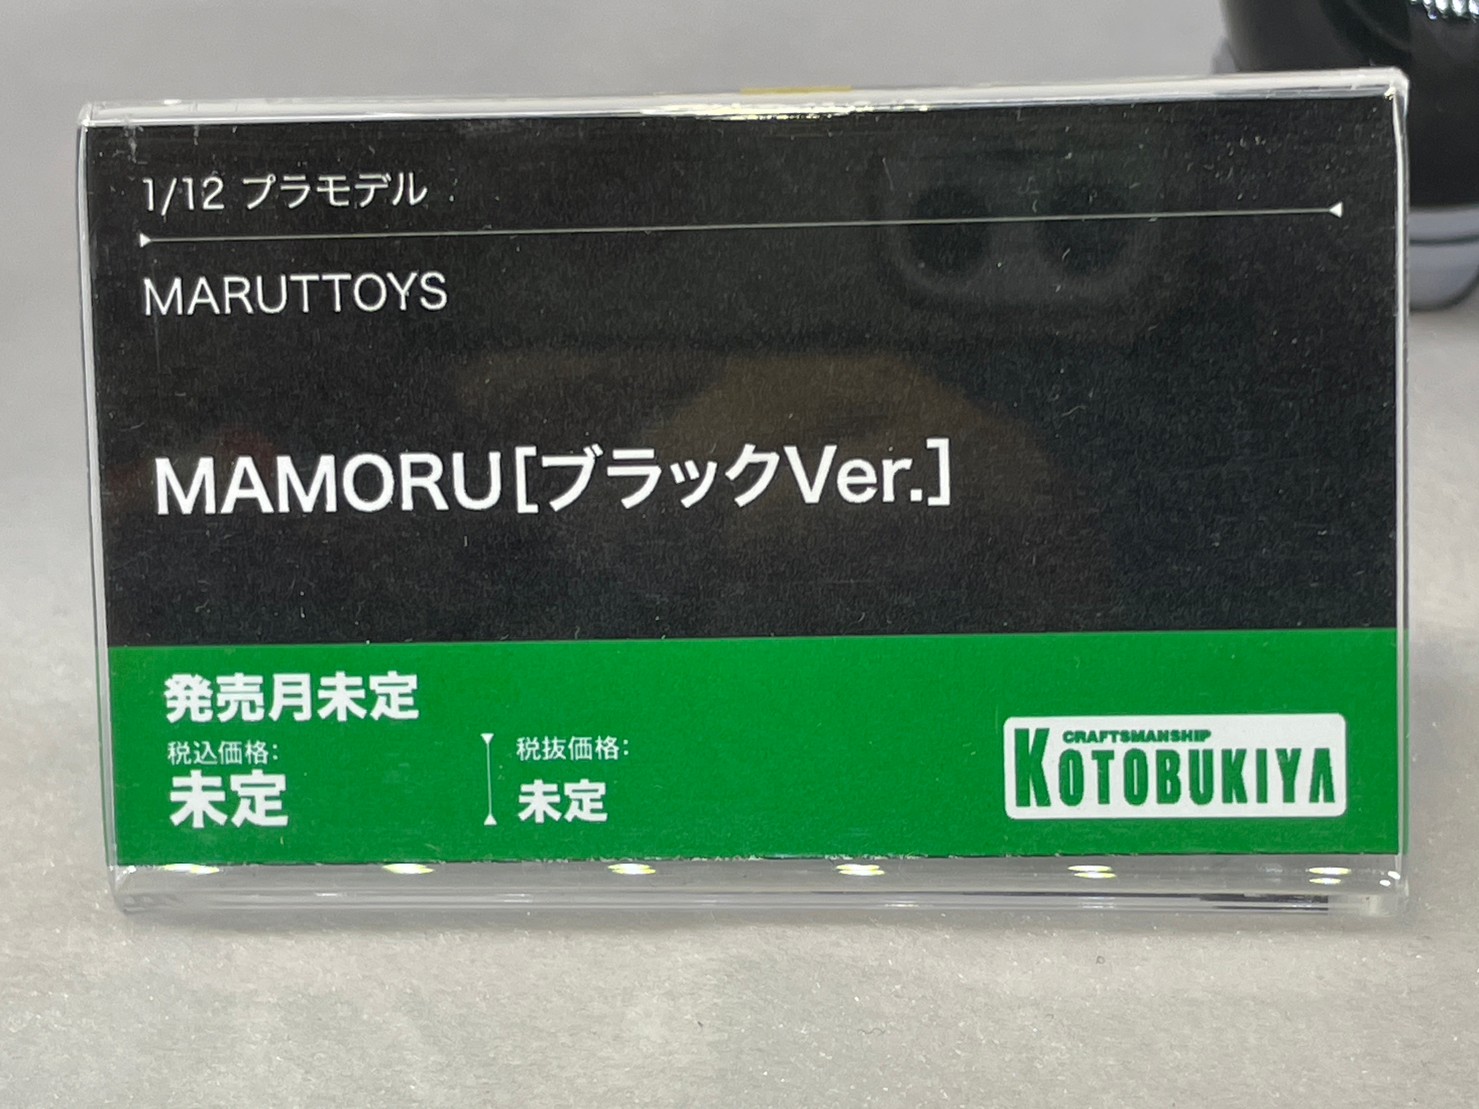 1/12 プラモデル
MARUTTOYS
MAMORU[ブラックVer.]
発売月未定
税込価格:
未定
税抜価格:
未定
CRAFTSMANSHIP
KOTOBUKIYA